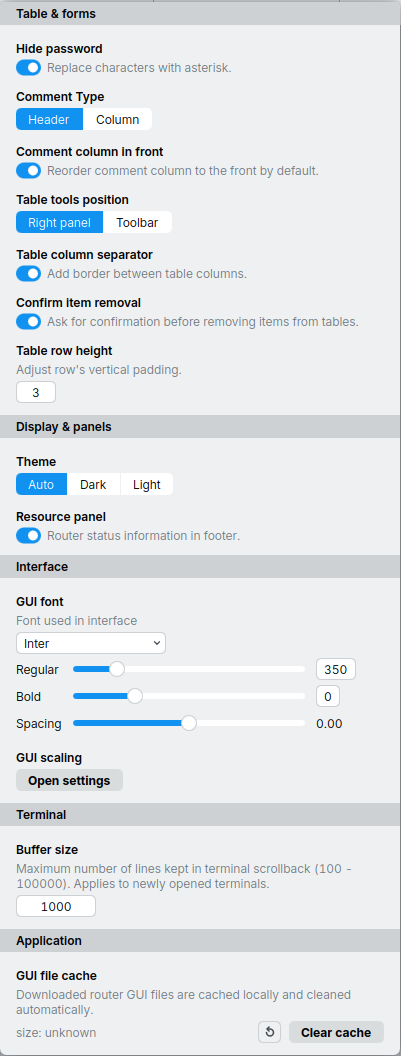 Table & forms
Hide password
Replace characters with asterisk.
Comment Type
Header Column
Comment column in front
Reorder comment column to the front by default.
Table tools position
Right panel Toolbar
Table column separator
Add border between table columns.
Confirm item removal
Ask for confirmation before removing items from tables.
Table row height
Adjust row's vertical padding.
3
Display & panels
Theme
Auto Dark Light
Resource panel
Router status information in footer.
Interface
GUI font
Font used in interface
Inter
Regular 350
Bold 0
Spacing 0.00
GUI scaling
Open settings
Terminal
Buffer size
Maximum number of lines kept in terminal scrollback (100 -
100000). Applies to newly opened terminals.
1000
Application
GUI file cache
Downloaded router GUI files are cached locally and cleaned
automatically.
size: unknown Clear cache